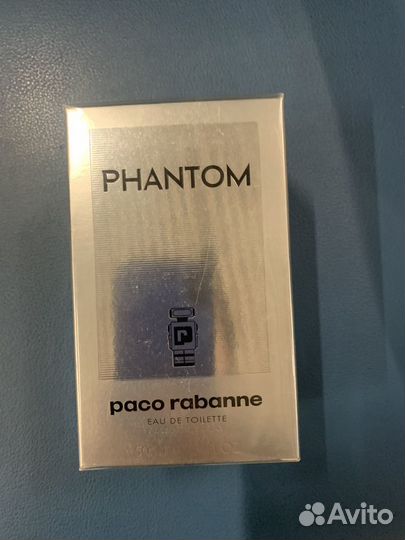 PHANTOM
paco rabanne
EAU DE TOILETTE
Avito